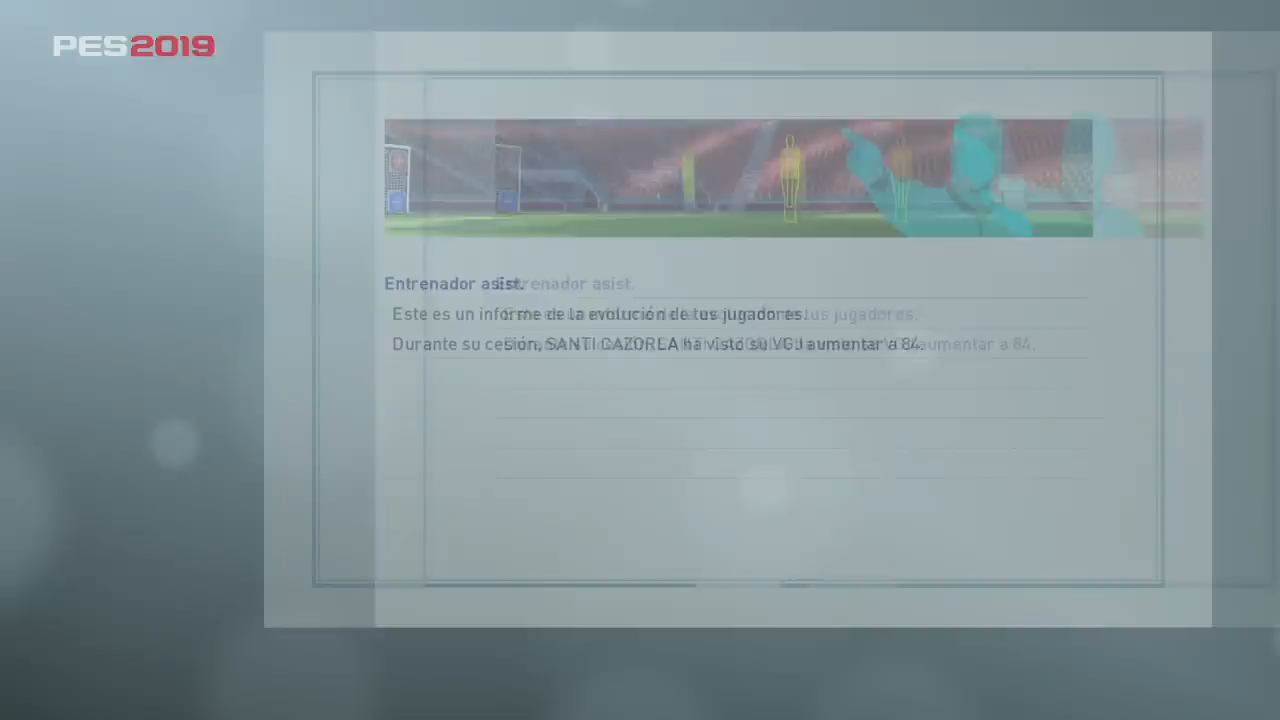 PES2019
Entrenador asist.
Este es un informe de la evolución de tus jugadores.
Durante su cesión, SANTI CAZORLA ha visto su VGJ aumentar a 84.